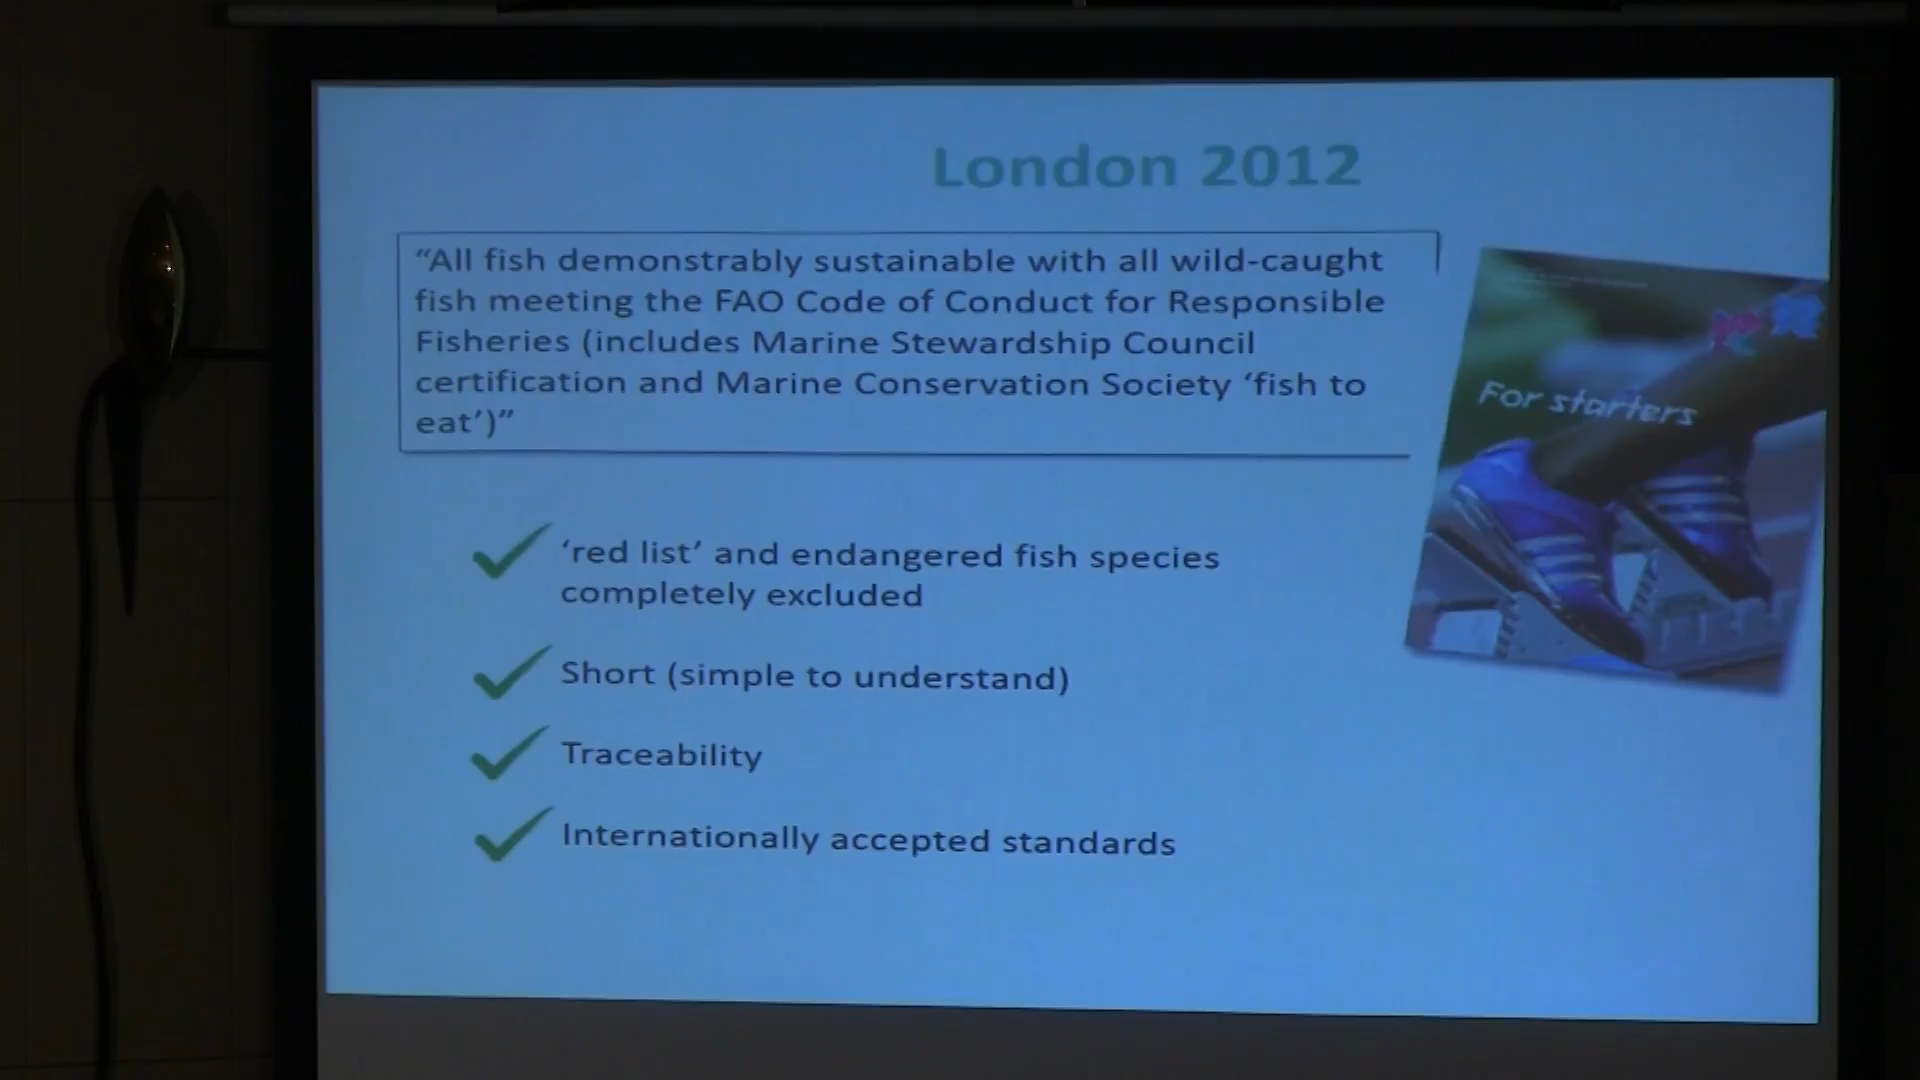 London 2012
“All fish demonstrably sustainable with all wild-caught
fish meeting the FAO Code of Conduct for Responsible
Fisheries (includes Marine Stewardship Council
certification and Marine Conservation Society ‘fish to
eat’)”
For starters
‘red list’ and endangered fish species
completely excluded
Short (simple to understand)
Traceability
Internationally accepted standards